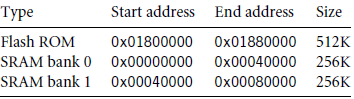 Type Start address End address Size
Flash ROM 0x01800000 0x01880000 512K
SRAM bank 0 0x00000000 0x00040000 256K
SRAM bank 1 0x00040000 0x00080000 256K